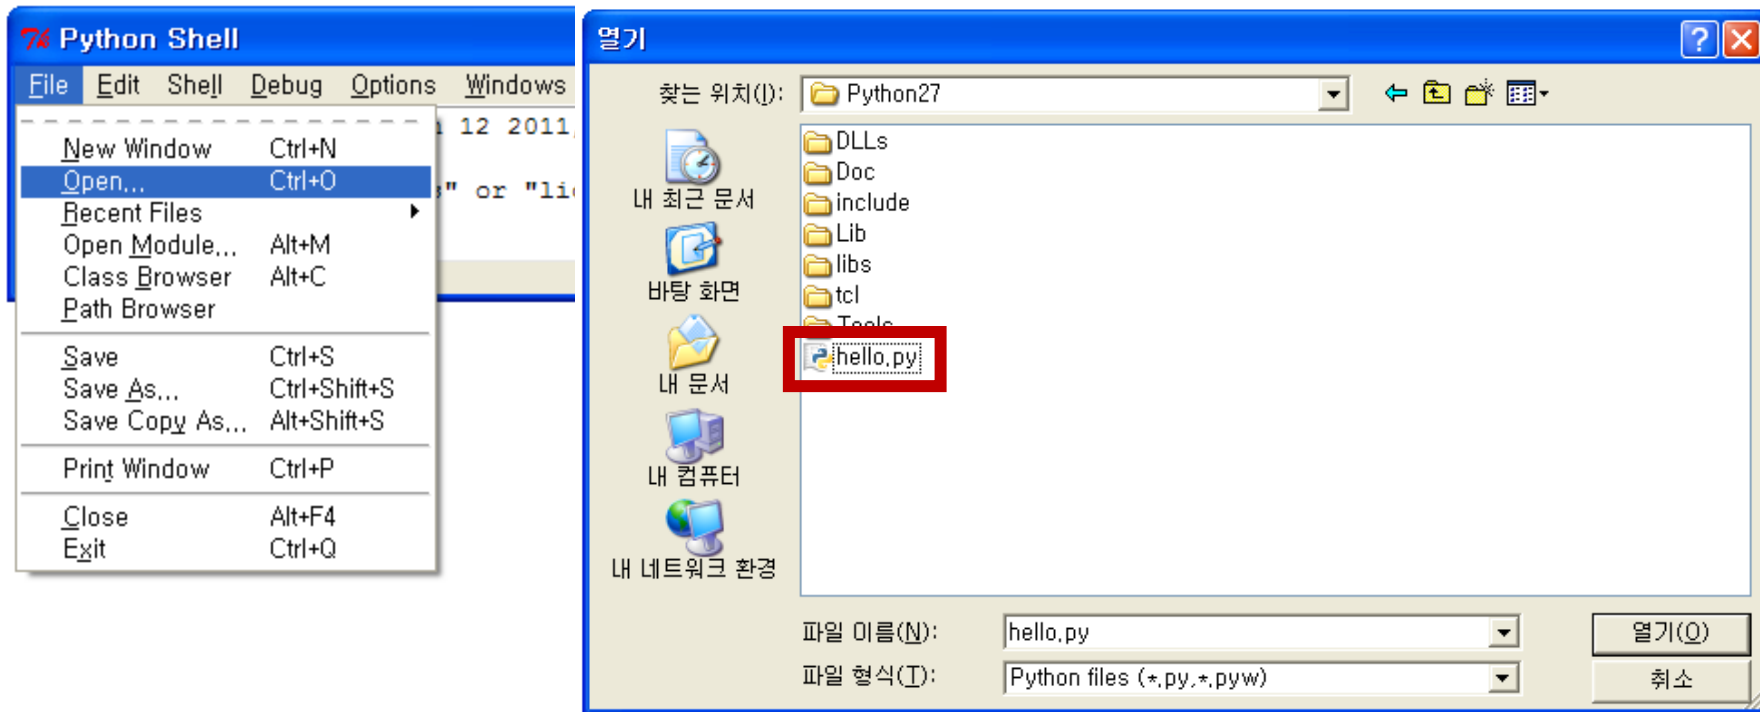 Python Shell
File Edit Shell Debug Options Windows
12 2011,
New Window Ctrl+N
Open... Ctrl+O
" or "li
Recent Files
Open Module... Alt+M
Class Browser Alt+C
Path Browser
Save Ctrl+S
Save As... Ctrl+Shift+S
Save Copy As... Alt+Shift+S
Print Window Ctrl+P
Close Alt+F4
Exit Ctrl+Q
열기
찾는 위치(I): Python27
내 최근 문서
바탕 화면
내 문서
내 컴퓨터
내 네트워크 환경
DLLs
Doc
include
Lib
libs
tcl
Tools
hello.py
파일 이름(N): hello.py 열기(O)
파일 형식(T): Python files (*.py,*.pyw) 취소